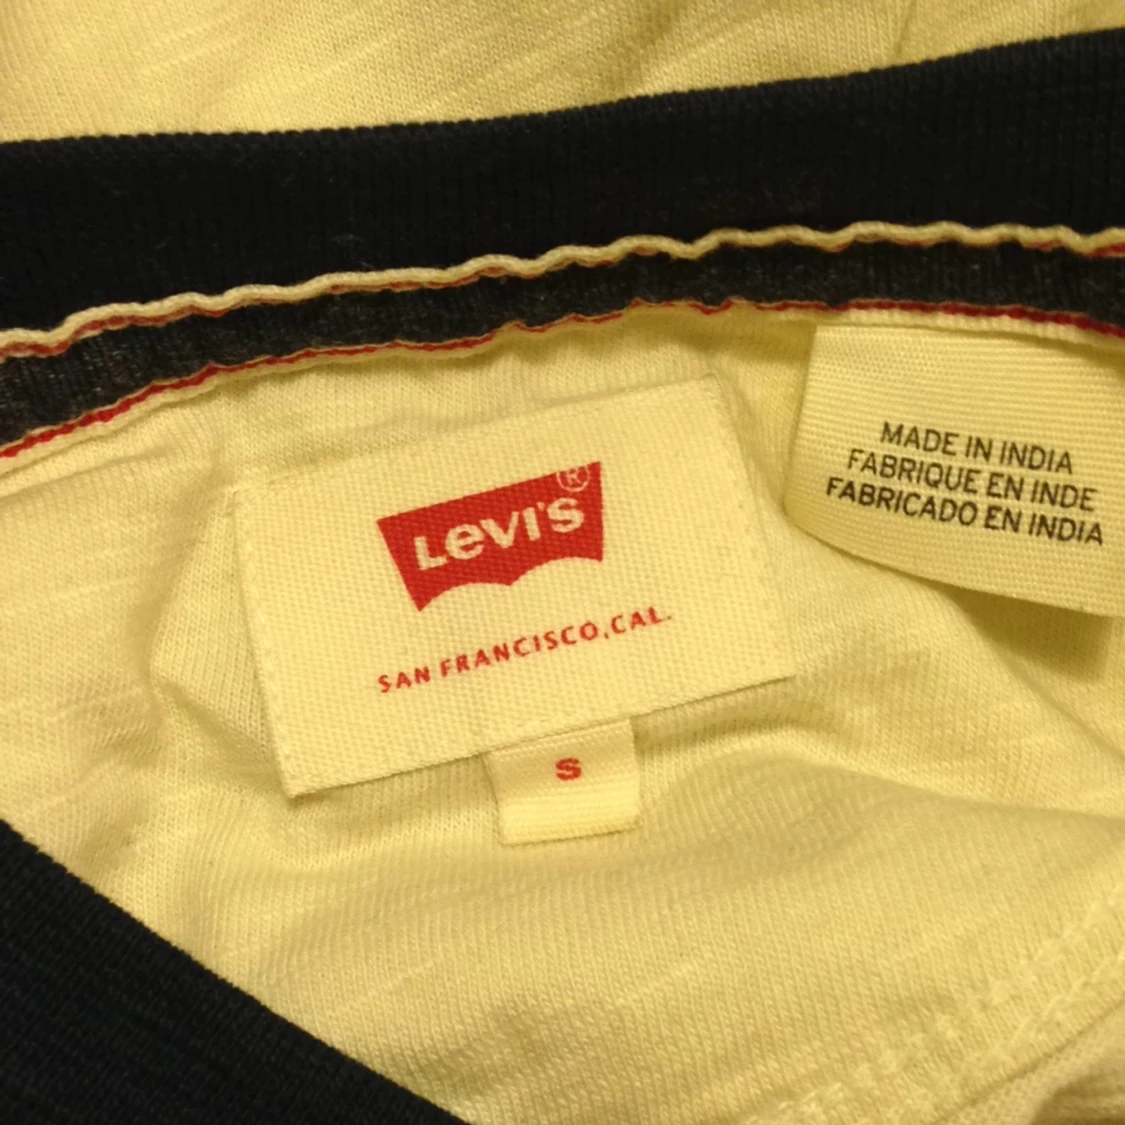 LEVI'S®
SAN FRANCISCO, CAL.
S
MADE IN INDIA
FABRIQUE EN INDE
FABRICADO EN INDIA